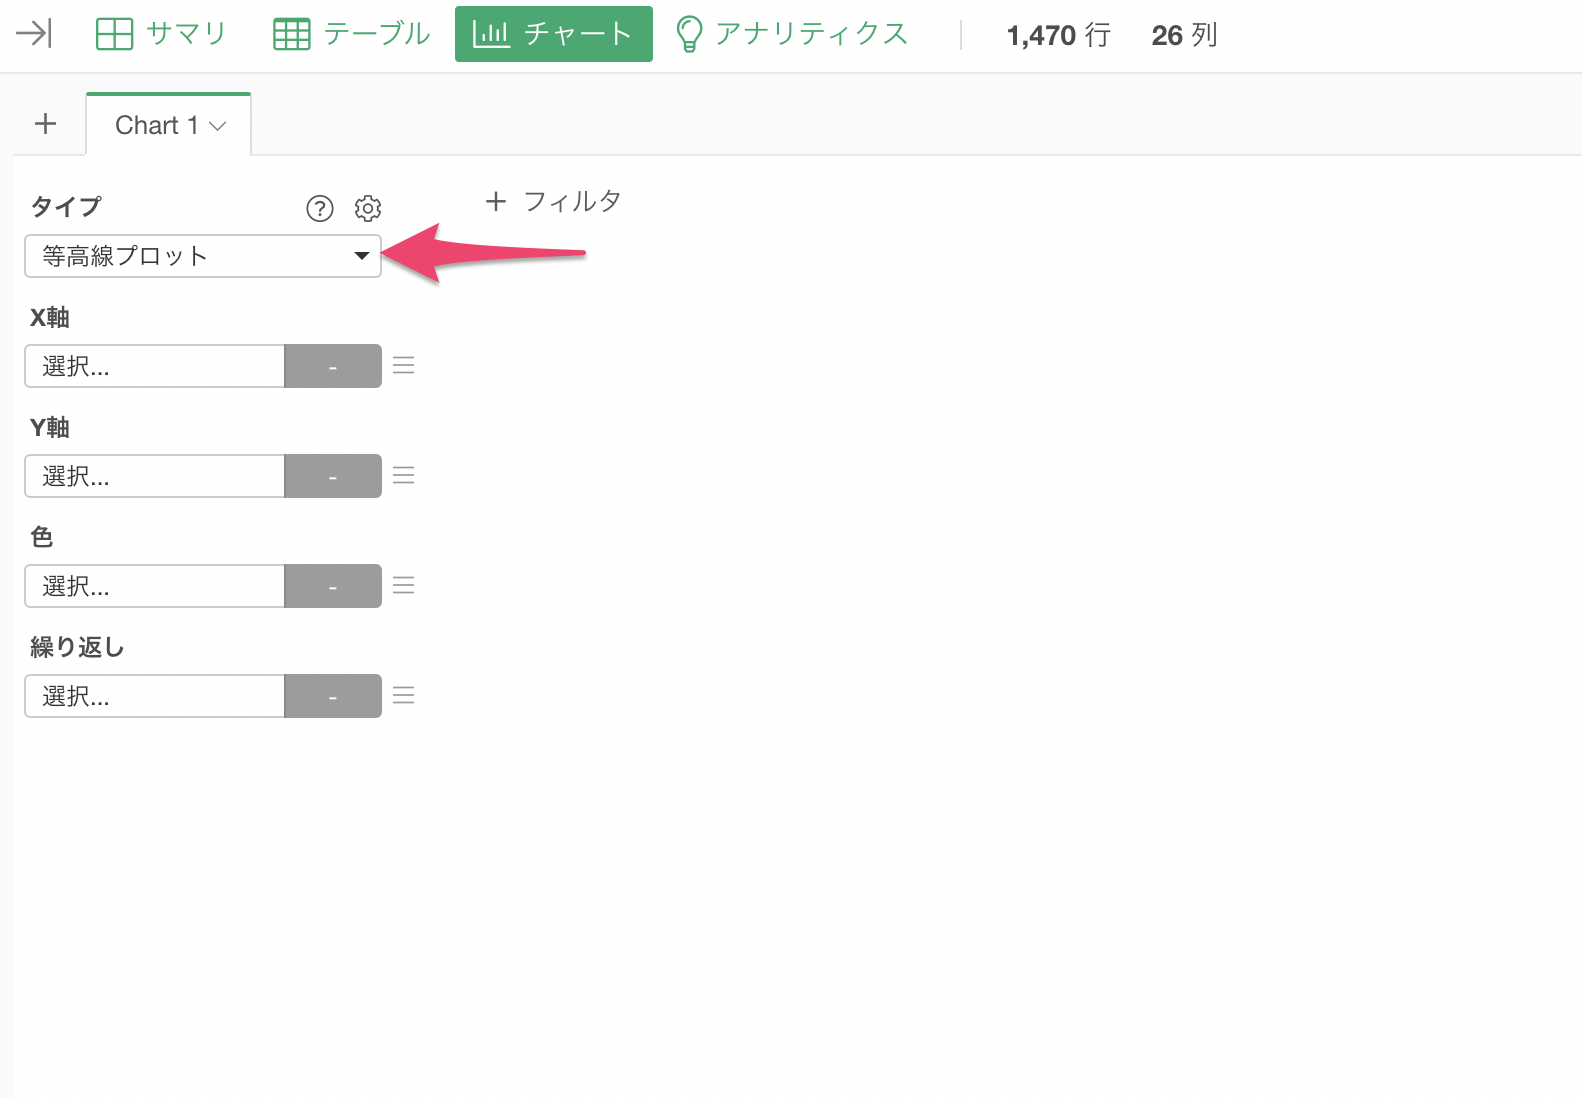 サマリ テーブル チャート アナリティクス 1,470 行 26 列
+ Chart 1
タイプ ? + フィルタ
等高線プロット
X軸
選択... -
Y軸
選択... -
色
選択... -
繰り返し
選択... -